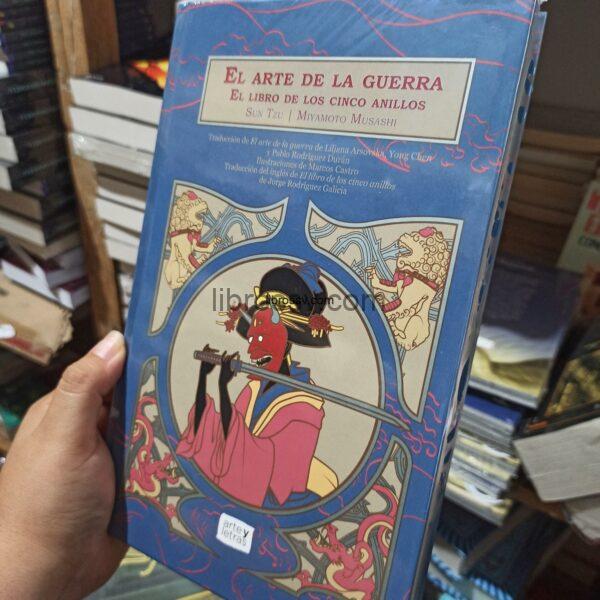 EL ARTE DE LA GUERRA
EL LIBRO DE LOS CINCO ANILLOS
SUN TZU | MIYAMOTO MUSASHI
Traducción de El arte de la guerra de Liljana Arsovska, Yong Chen
y Pablo Rodríguez Durán
Ilustraciones de Marcos Castro
Traducción del inglés de El libro de los cinco anillos
de Jorge Rodríguez Galicia
librossv.com
arte y
letras